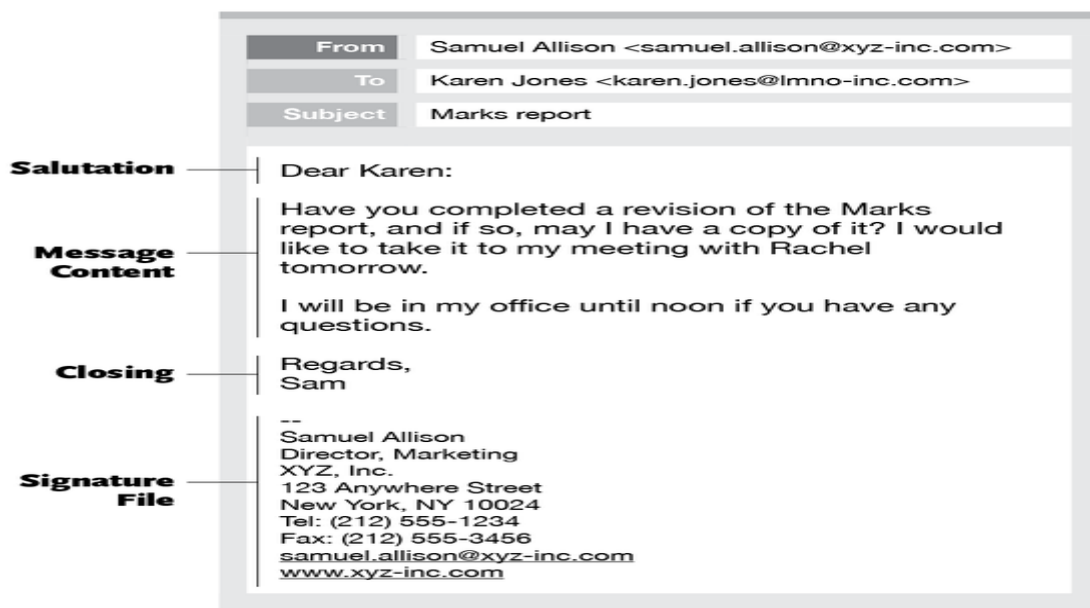 From Samuel Allison <samuel.allison@xyz-inc.com>
To Karen Jones <karen.jones@lmno-inc.com>
Subject Marks report
Salutation
Dear Karen:
Message
Content
Have you completed a revision of the Marks
report, and if so, may I have a copy of it? I would
like to take it to my meeting with Rachel
tomorrow.
I will be in my office until noon if you have any
questions.
Closing
Regards,
Sam
Signature
File
--
Samuel Allison
Director, Marketing
XYZ, Inc.
123 Anywhere Street
New York, NY 10024
Tel: (212) 555-1234
Fax: (212) 555-3456
samuel.allison@xyz-inc.com
www.xyz-inc.com